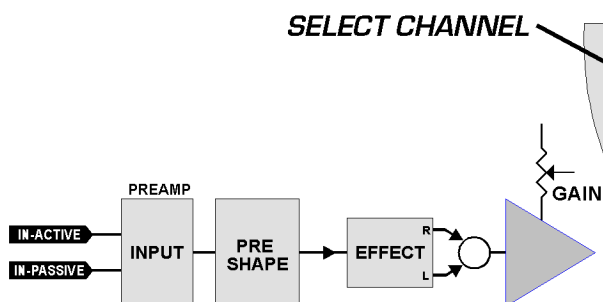 SELECT CHANNEL
GAIN
PREAMP
IN-ACTIVE
IN-PASSIVE
INPUT
PRE
SHAPE
EFFECT
R
L